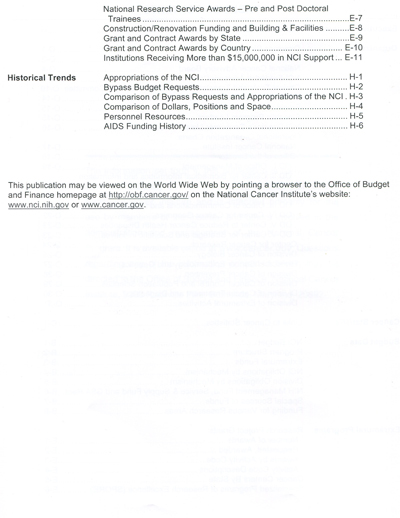 National Research Service Awards – Pre and Post Doctoral
Trainees..........................................................................E-7
Construction/Renovation Funding and Building & Facilities .........E-8
Grant and Contract Awards by State .......................................E-9
Grant and Contract Awards by Country................................. E-10
Institutions Receiving More than $15,000,000 in NCI Support... E-11
Historical Trends Appropriations of the NCI..................................................... H-1
Bypass Budget Requests..................................................... H-2
Comparison of Bypass Requests and Appropriations of the NCI . H-3
Comparison of Dollars, Positions and Space........................... H-4
Personnel Resources.......................................................... H-5
AIDS Funding History ......................................................... H-6
This publication may be viewed on the World Wide Web by pointing a browser to the Office of Budget
and Finance homepage at http://obf.cancer.gov/ on the National Cancer Institute's website:
www.nci.nih.gov or www.cancer.gov.